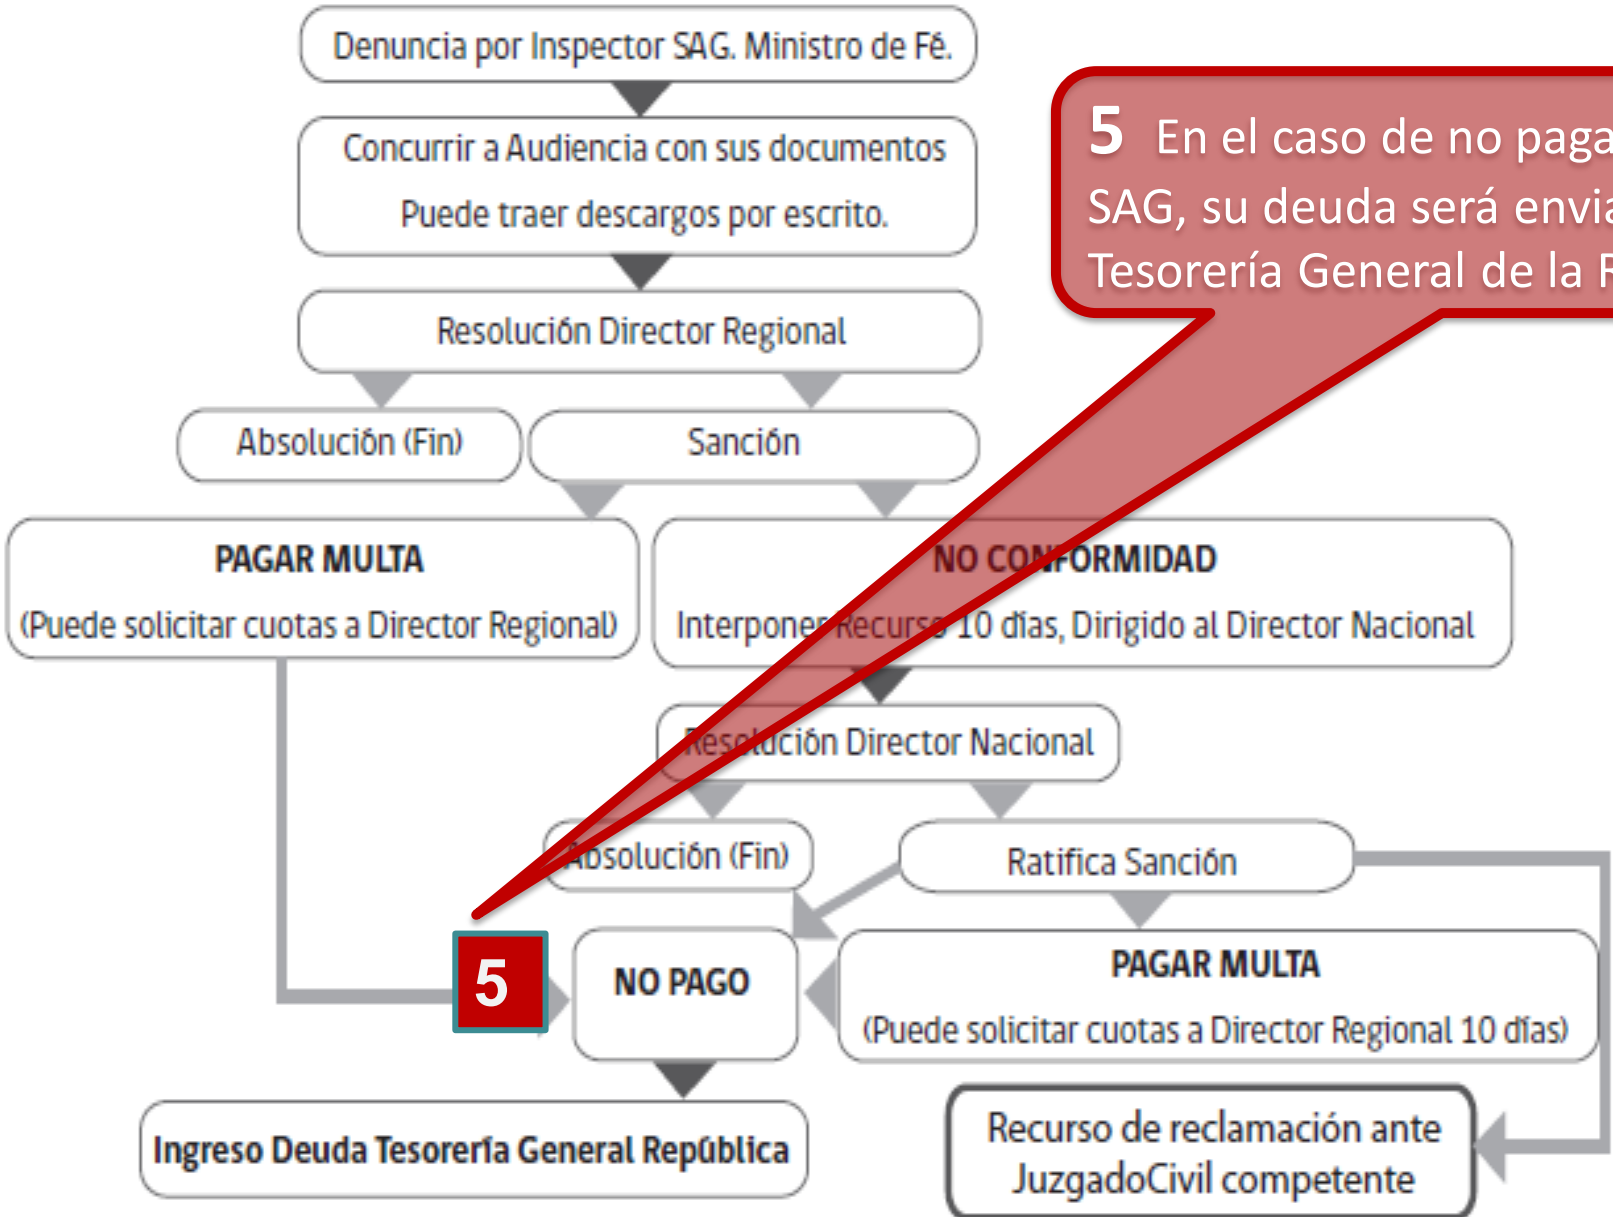 Denuncia por Inspector SAG. Ministro de Fé.
Concurrir a Audiencia con sus documentos
Puede traer descargos por escrito.
5 En el caso de no paga
SAG, su deuda será envia
Tesorería General de la R
Resolución Director Regional
Absolución (Fin)
Sanción
PAGAR MULTA
(Puede solicitar cuotas a Director Regional)
NO CONFORMIDAD
Interponer Recurso 10 días, Dirigido al Director Nacional
Resolución Director Nacional
Absolución (Fin)
Ratifica Sanción
5
NO PAGO
PAGAR MULTA
(Puede solicitar cuotas a Director Regional 10 días)
Ingreso Deuda Tesorería General República
Recurso de reclamación ante
JuzgadoCivil competente